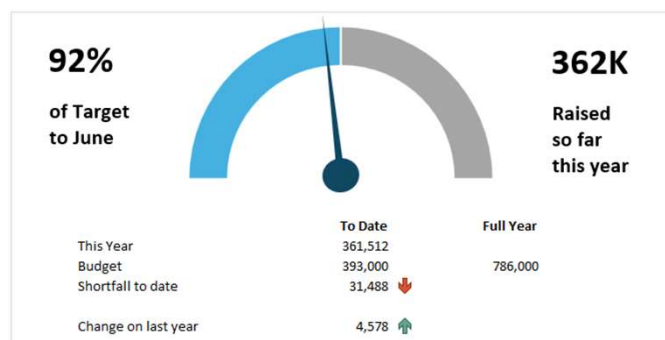 92%
of Target
to June
362K
Raised
so far
this year
To Date Full Year
This Year 361,512
Budget 393,000 786,000
Shortfall to date 31,488
Change on last year 4,578